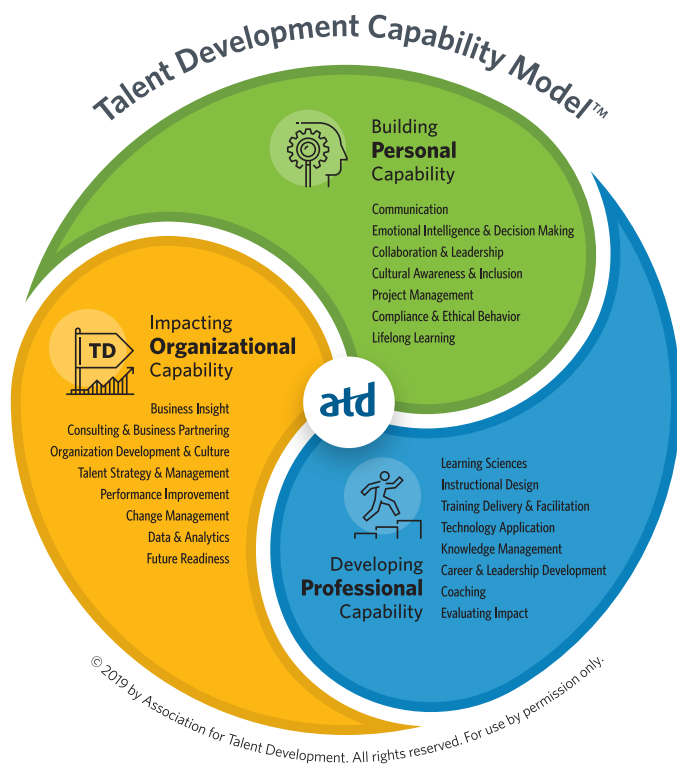 Talent Development Capability Model™
Building
Personal
Capability
Communication
Emotional Intelligence & Decision Making
Collaboration & Leadership
Cultural Awareness & Inclusion
Project Management
Compliance & Ethical Behavior
Lifelong Learning
TD
Impacting
Organizational
Capability
Business Insight
Consulting & Business Partnering
Organization Development & Culture
Talent Strategy & Management
Performance Improvement
Change Management
Data & Analytics
Future Readiness
atd
Developing
Professional
Capability
Learning Sciences
Instructional Design
Training Delivery & Facilitation
Technology Application
Knowledge Management
Career & Leadership Development
Coaching
Evaluating Impact
© 2019 by Association for Talent Development. All rights reserved. For use by permission only.